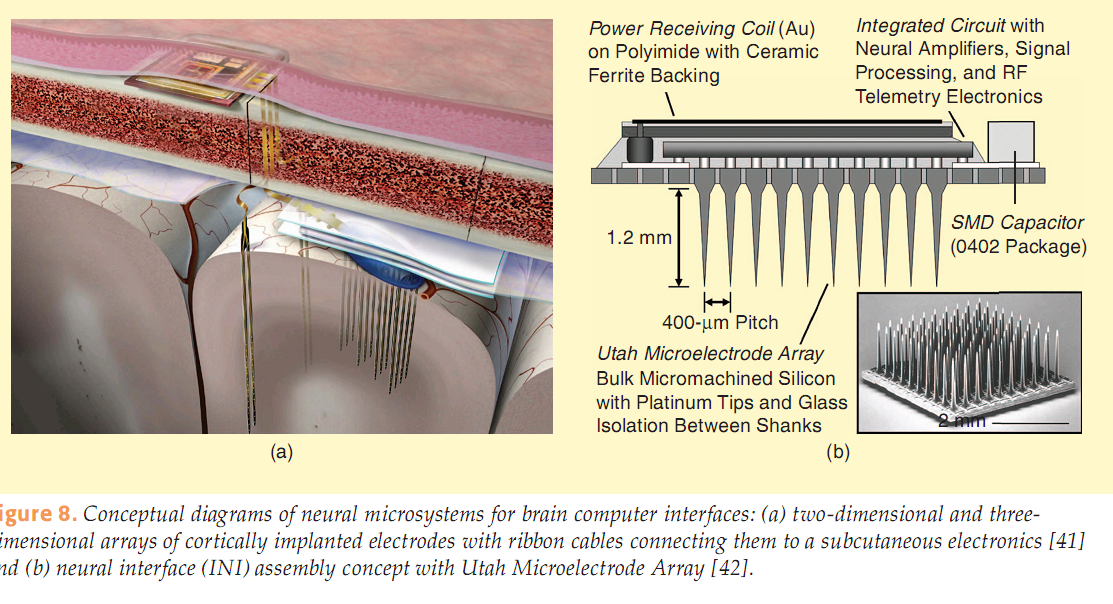 Power Receiving Coil (Au)
on Polyimide with Ceramic
Ferrite Backing
Integrated Circuit with
Neural Amplifiers, Signal
Processing, and RF
Telemetry Electronics
1.2 mm
SMD Capacitor
(0402 Package)
400-μm Pitch
Utah Microelectrode Array
Bulk Micromachined Silicon
with Platinum Tips and Glass
Isolation Between Shanks
2 mm
(a)
(b)
igure 8. Conceptual diagrams of neural microsystems for brain computer interfaces: (a) two-dimensional and three-
imensional arrays of cortically implanted electrodes with ribbon cables connecting them to a subcutaneous electronics [41]
nd (b) neural interface (INI) assembly concept with Utah Microelectrode Array [42].